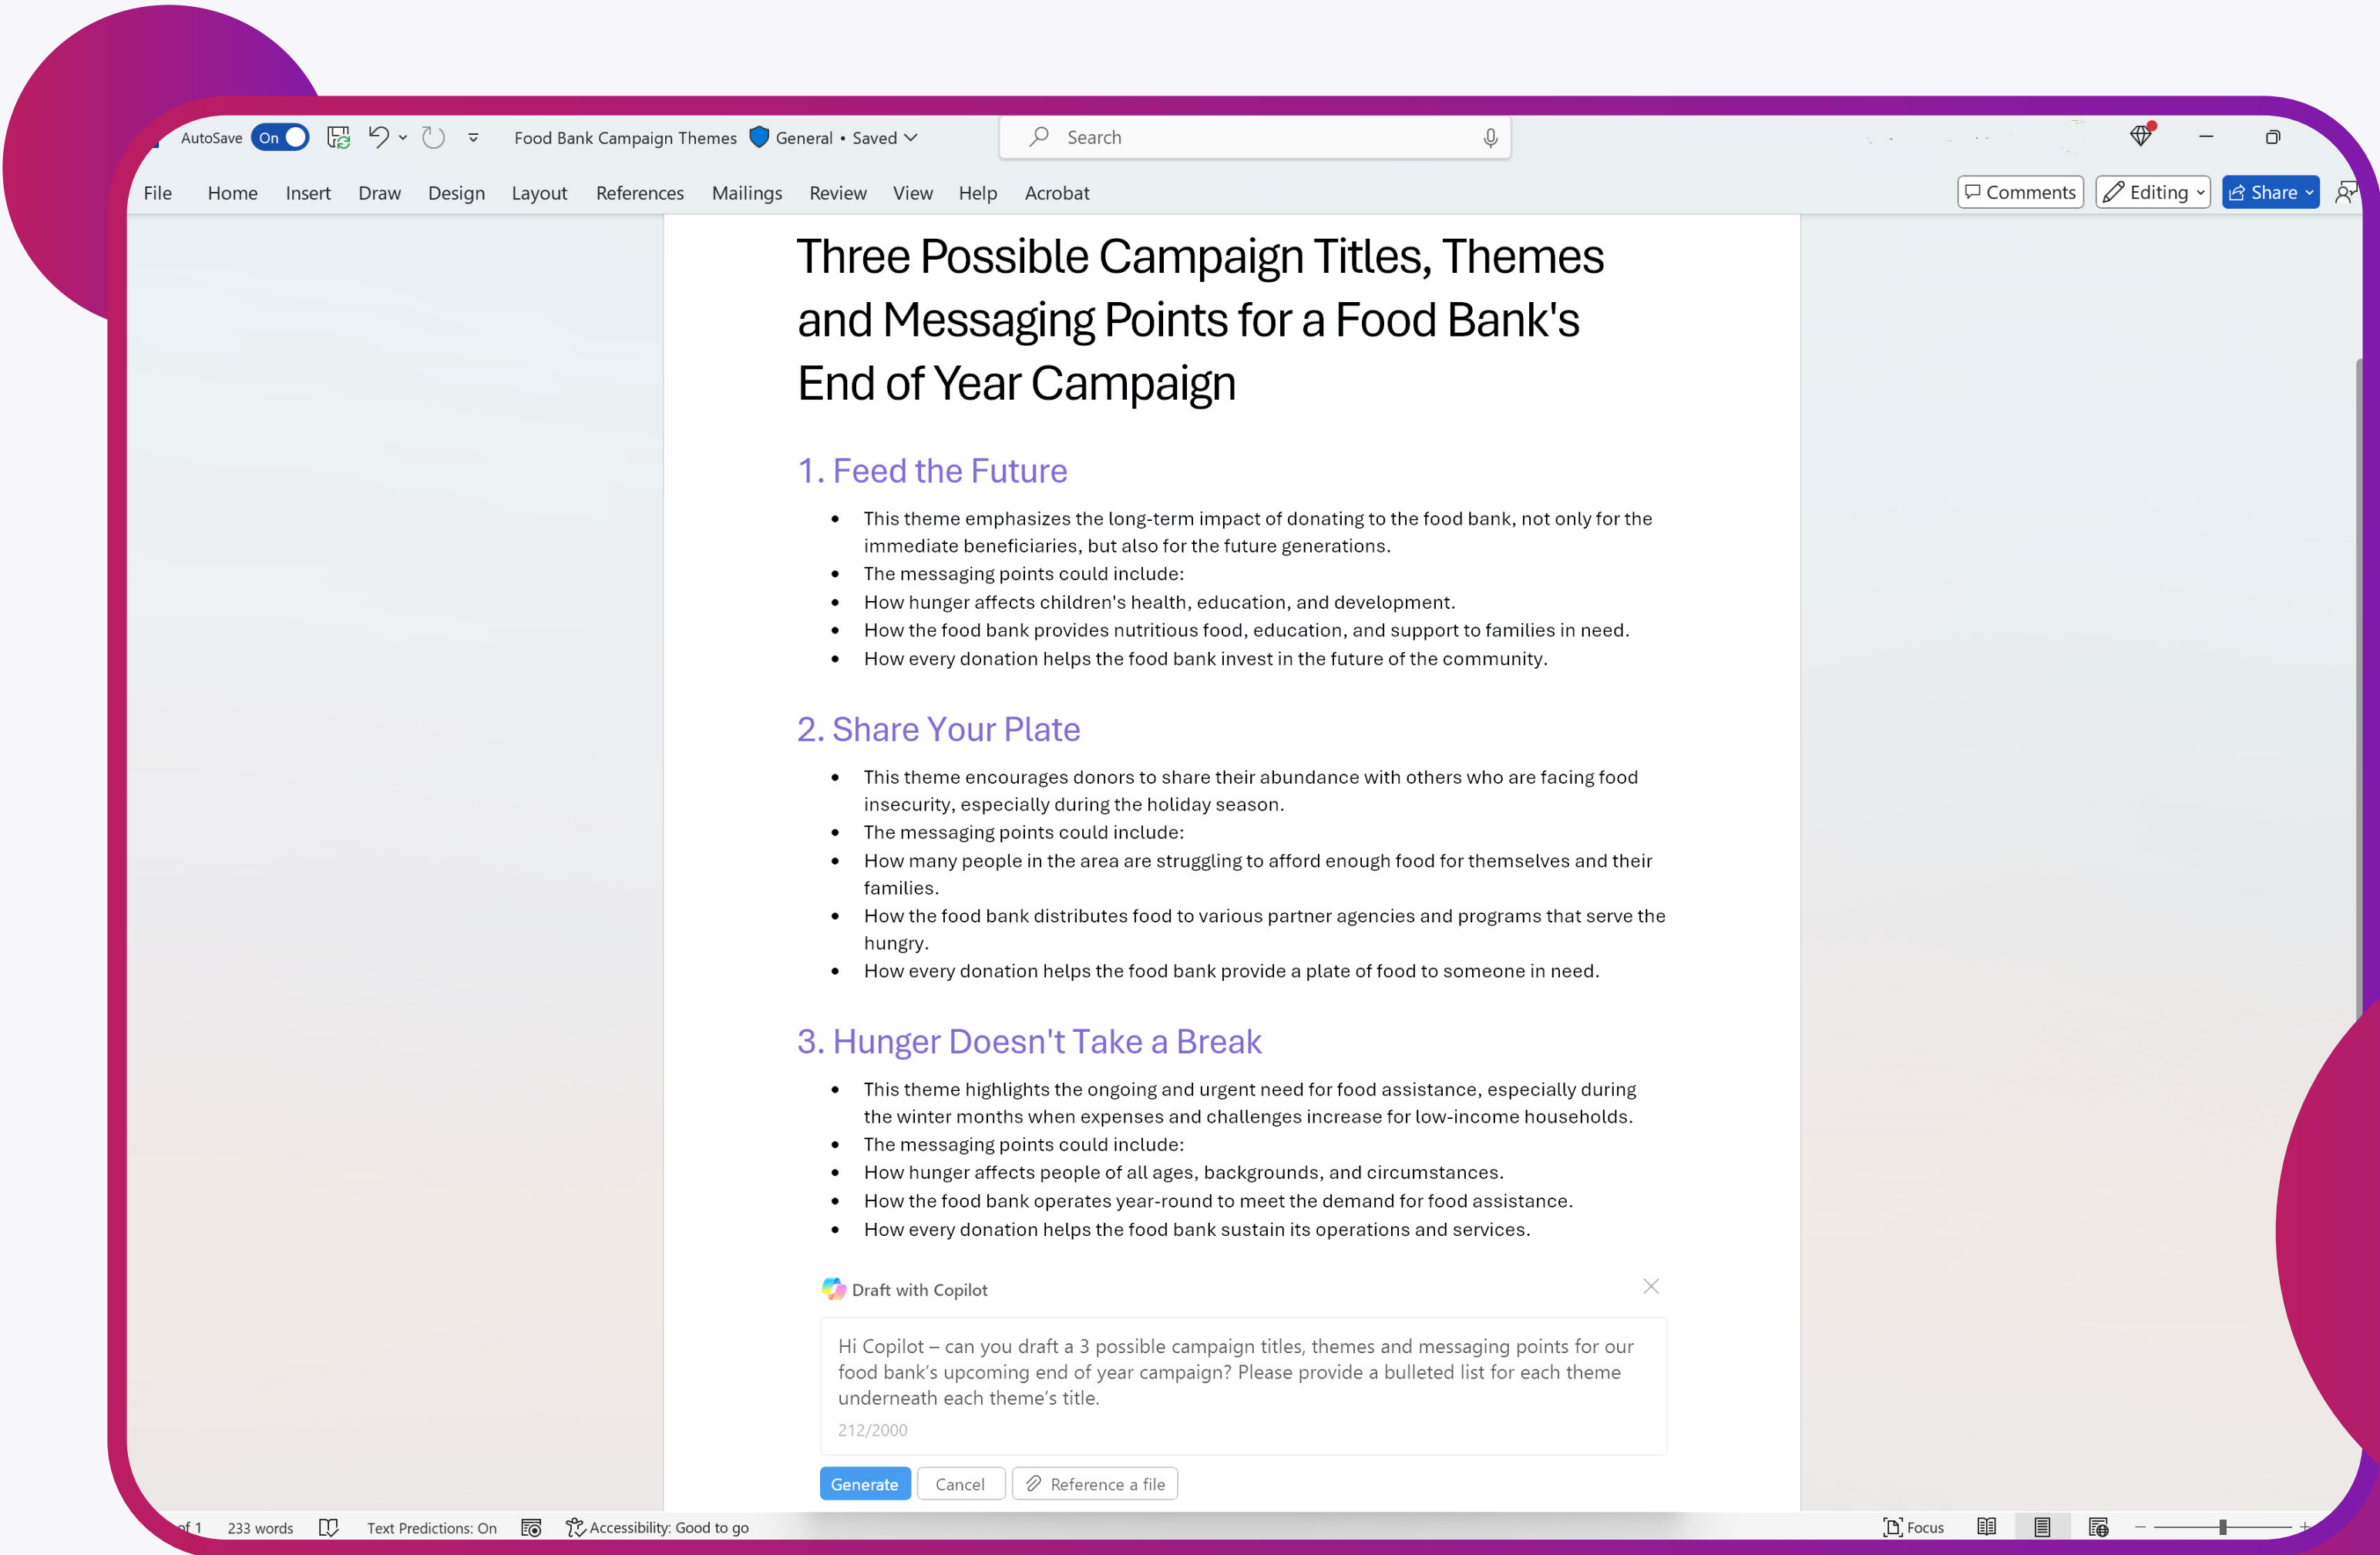 AutoSave On Food Bank Campaign Themes General • Saved Search
File Home Insert Draw Design Layout References Mailings Review View Help Acrobat Comments Editing Share
Three Possible Campaign Titles, Themes
and Messaging Points for a Food Bank's
End of Year Campaign
1. Feed the Future
• This theme emphasizes the long-term impact of donating to the food bank, not only for the
immediate beneficiaries, but also for the future generations.
• The messaging points could include:
• How hunger affects children's health, education, and development.
• How the food bank provides nutritious food, education, and support to families in need.
• How every donation helps the food bank invest in the future of the community.
2. Share Your Plate
• This theme encourages donors to share their abundance with others who are facing food
insecurity, especially during the holiday season.
• The messaging points could include:
• How many people in the area are struggling to afford enough food for themselves and their
families.
• How the food bank distributes food to various partner agencies and programs that serve the
hungry.
• How every donation helps the food bank provide a plate of food to someone in need.
3. Hunger Doesn't Take a Break
• This theme highlights the ongoing and urgent need for food assistance, especially during
the winter months when expenses and challenges increase for low-income households.
• The messaging points could include:
• How hunger affects people of all ages, backgrounds, and circumstances.
• How the food bank operates year-round to meet the demand for food assistance.
• How every donation helps the food bank sustain its operations and services.
Draft with Copilot
Hi Copilot – can you draft a 3 possible campaign titles, themes and messaging points for our
food bank’s upcoming end of year campaign? Please provide a bulleted list for each theme
underneath each theme’s title.
212/2000
Generate Cancel Reference a file
of 1 233 words Text Predictions: On Accessibility: Good to go Focus